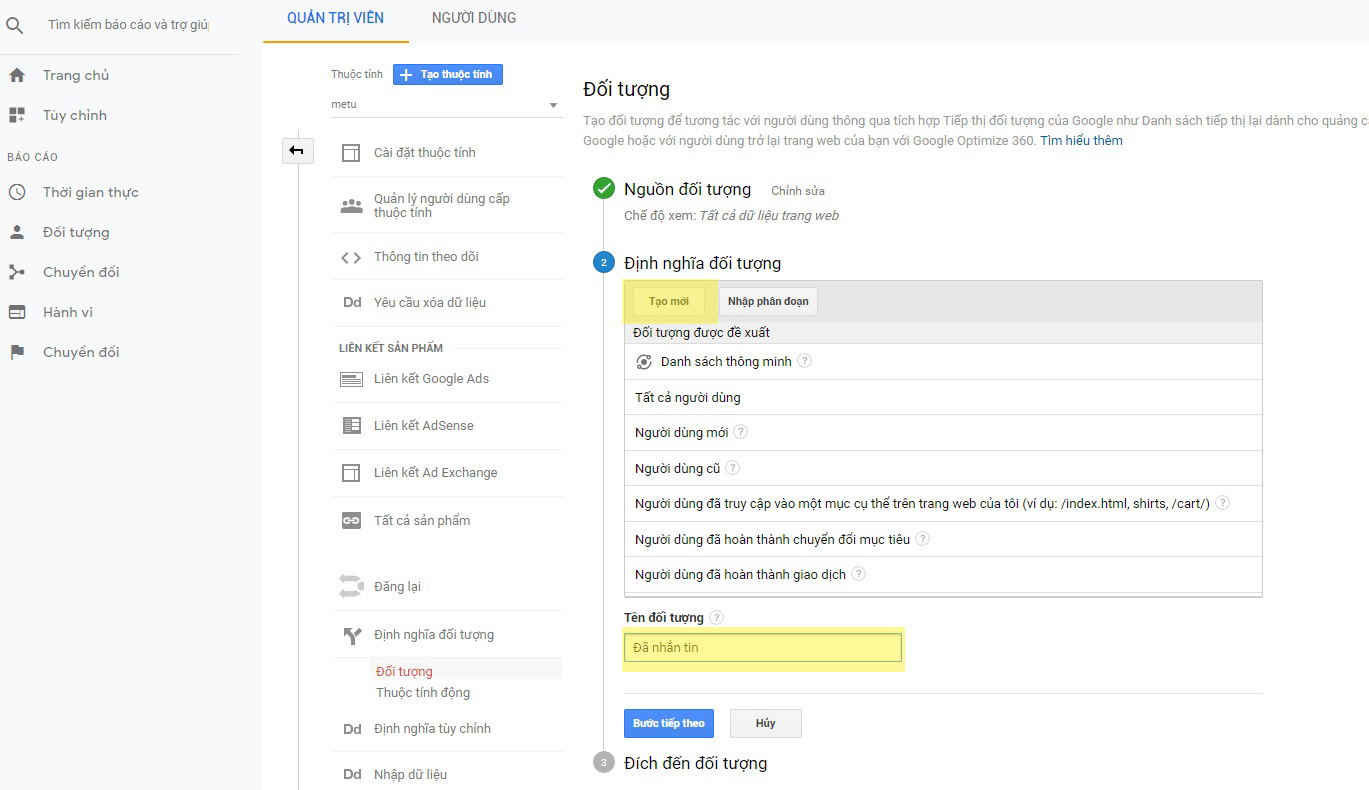 Tìm kiếm báo cáo và trợ giúp
Trang chủ
Tùy chỉnh
BÁO CÁO
Thời gian thực
Đối tượng
Chuyển đổi
Hành vi
Chuyển đổi
QUẢN TRỊ VIÊN
NGƯỜI DÙNG
Thuộc tính
Tạo thuộc tính
metu
Cài đặt thuộc tính
Quản lý người dùng cấp
thuộc tính
Thông tin theo dõi
Dd Yêu cầu xóa dữ liệu
LIÊN KẾT SẢN PHẨM
Liên kết Google Ads
Liên kết AdSense
Liên kết Ad Exchange
Tất cả sản phẩm
Đăng lại
Định nghĩa đối tượng
Đối tượng
Thuộc tính động
Dd Định nghĩa tùy chỉnh
Dd Nhập dữ liệu
Đối tượng
Tạo đối tượng để tương tác với người dùng thông qua tích hợp Tiếp thị đối tượng của Google như Danh sách tiếp thị lại dành cho quảng
Google hoặc với người dùng trở lại trang web của bạn với Google Optimize 360. Tìm hiểu thêm
Nguồn đối tượng Chỉnh sửa
Chế độ xem: Tất cả dữ liệu trang web
2 Định nghĩa đối tượng
Tạo mới Nhập phân đoạn
Đối tượng được đề xuất
Danh sách thông minh ?
Tất cả người dùng
Người dùng mới ?
Người dùng cũ ?
Người dùng đã truy cập vào một mục cụ thể trên trang web của tôi (ví dụ: /index.html, shirts, /cart/) ?
Người dùng đã hoàn thành chuyển đổi mục tiêu ?
Người dùng đã hoàn thành giao dịch ?
Tên đối tượng ?
Đã nhắn tin
Bước tiếp theo Hủy
3 Đích đến đối tượng